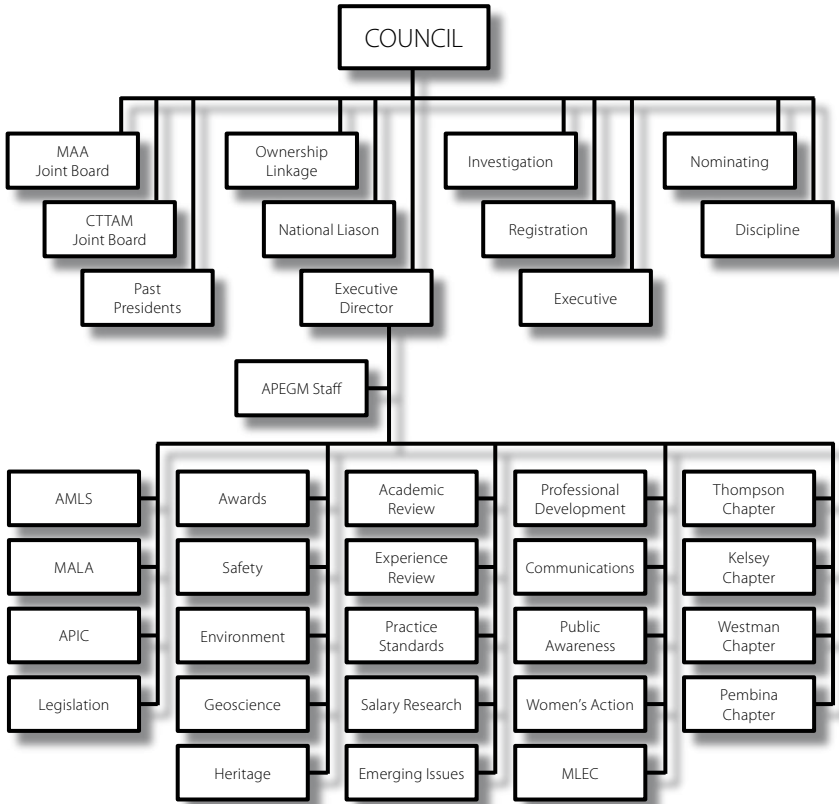 COUNCIL
MAA
Joint Board
Ownership
Linkage
Investigation
Nominating
CTTAM
Joint Board
National Liason
Registration
Discipline
Past
Presidents
Executive
Director
Executive
APEGM Staff
AMLS
Awards
Academic
Review
Professional
Development
Thompson
Chapter
MALA
Safety
Experience
Review
Communications
Kelsey
Chapter
APIC
Environment
Practice
Standards
Public
Awareness
Westman
Chapter
Legislation
Geoscience
Salary Research
Women's Action
Pembina
Chapter
Heritage
Emerging Issues
MLEC